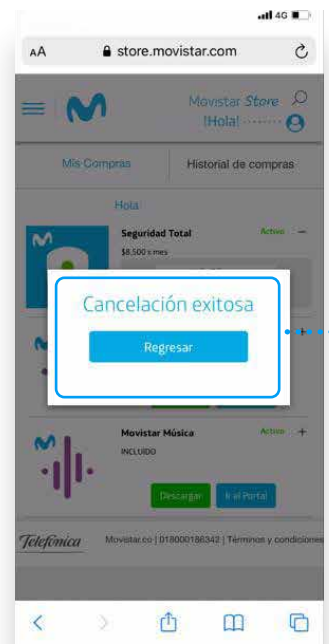 4G
AA store.movistar.com
Movistar Store
!Hola!
Mis Compras Historial de compras
Hola
Seguridad Total Activo —
$8,500 x mes
Cancelación exitosa
Regresar
+
Movistar Música Activo +
INCLUIDO
Descargar Ir al Portal
Telefónica Movistar.co | 018000186342 | Términos y condiciones